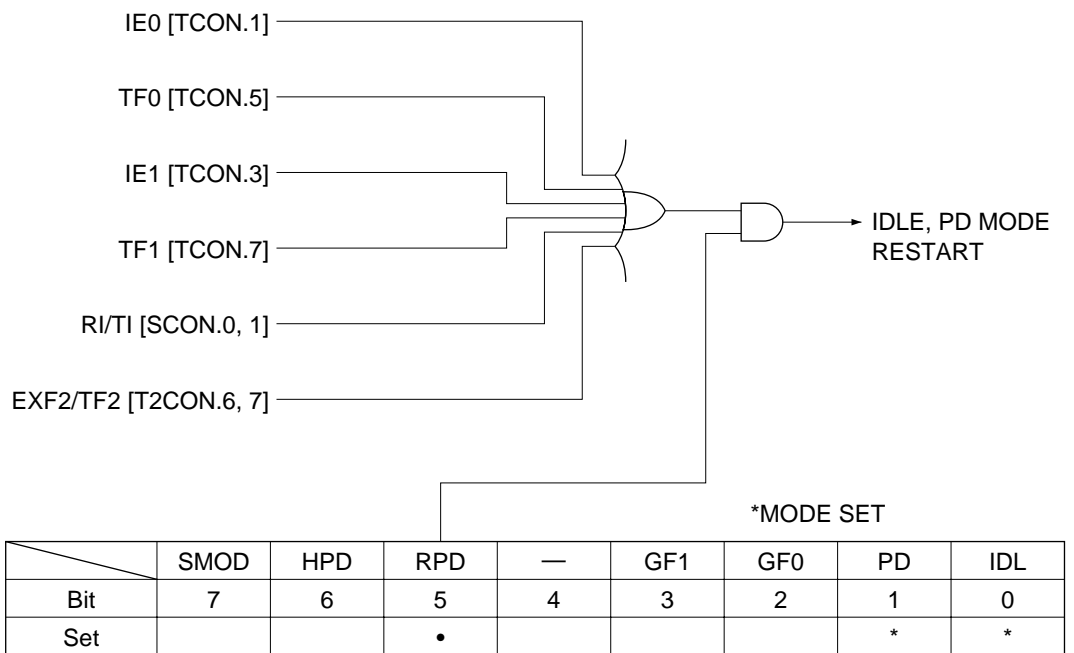 IE0 [TCON.1]
TF0 [TCON.5]
IE1 [TCON.3]
TF1 [TCON.7]
RI/TI [SCON.0, 1]
EXF2/TF2 [T2CON.6, 7]
IDLE, PD MODE
RESTART
*MODE SET
SMOD HPD RPD — GF1 GF0 PD IDL
Bit 7 6 5 4 3 2 1 0
Set • * *